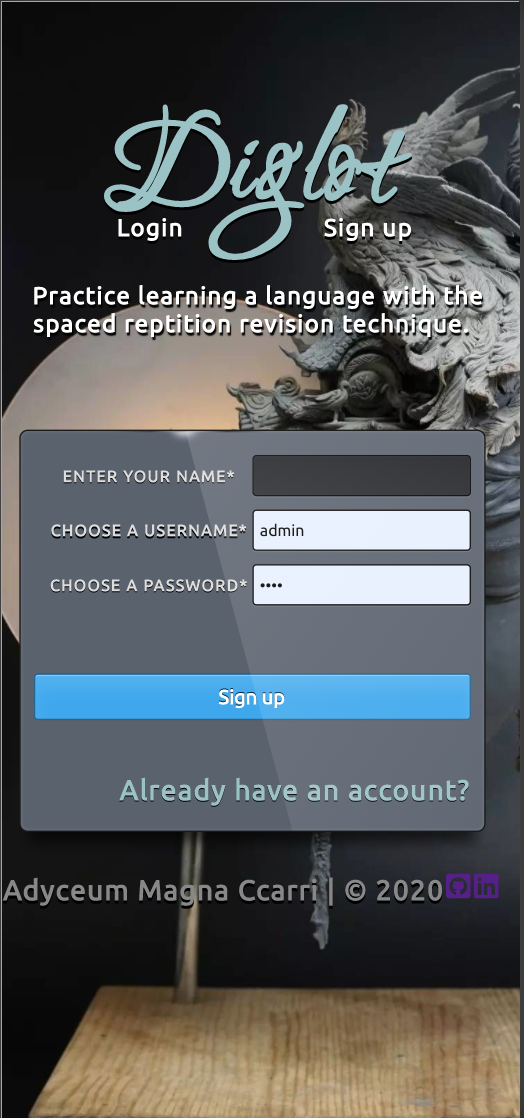 Diglot
Login Sign up
Practice learning a language with the
spaced reptition revision technique.
ENTER YOUR NAME*
CHOOSE A USERNAME* admin
CHOOSE A PASSWORD* ••••
Sign up
Already have an account?
Adyceum Magna Ccarri | © 2020 in